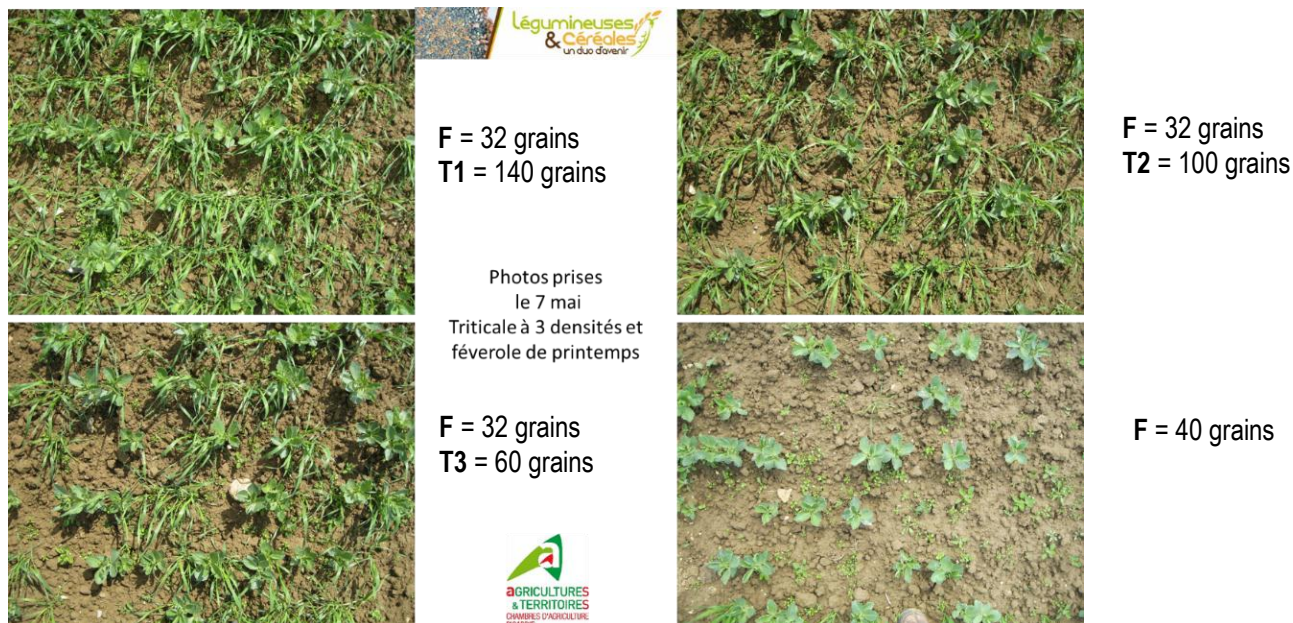 Légumineuses
& Céréales
un duo d'avenir
F = 32 grains
T1 = 140 grains
F = 32 grains
T2 = 100 grains
Photos prises
le 7 mai
Triticale à 3 densités et
féverole de printemps
F = 32 grains
T3 = 60 grains
F = 40 grains
aGRICULTURES
& TERRITOIRES
CHAMBRES D'AGRICULTURE